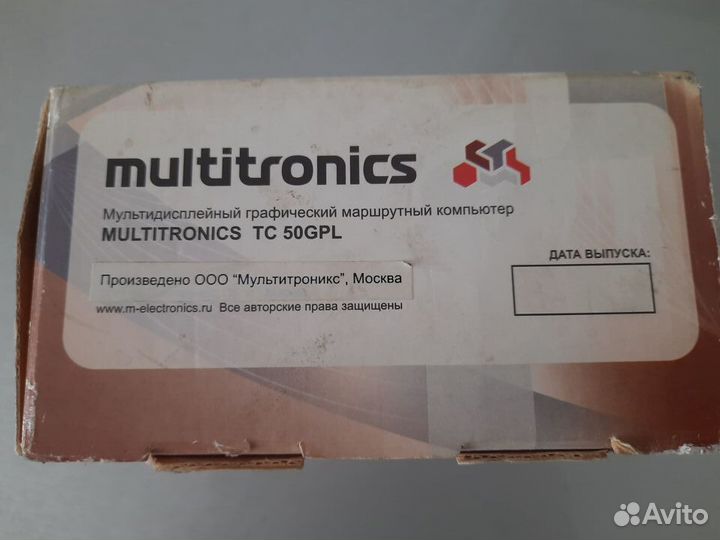 multitronics
Мультидисплейный графический маршрутный компьютер
MULTITRONICS TC 50GPL
ДАТА ВЫПУСКА:
Произведено ООО "Мультитроникс", Москва
www.m-electronics.ru Все авторские права защищены
Avito